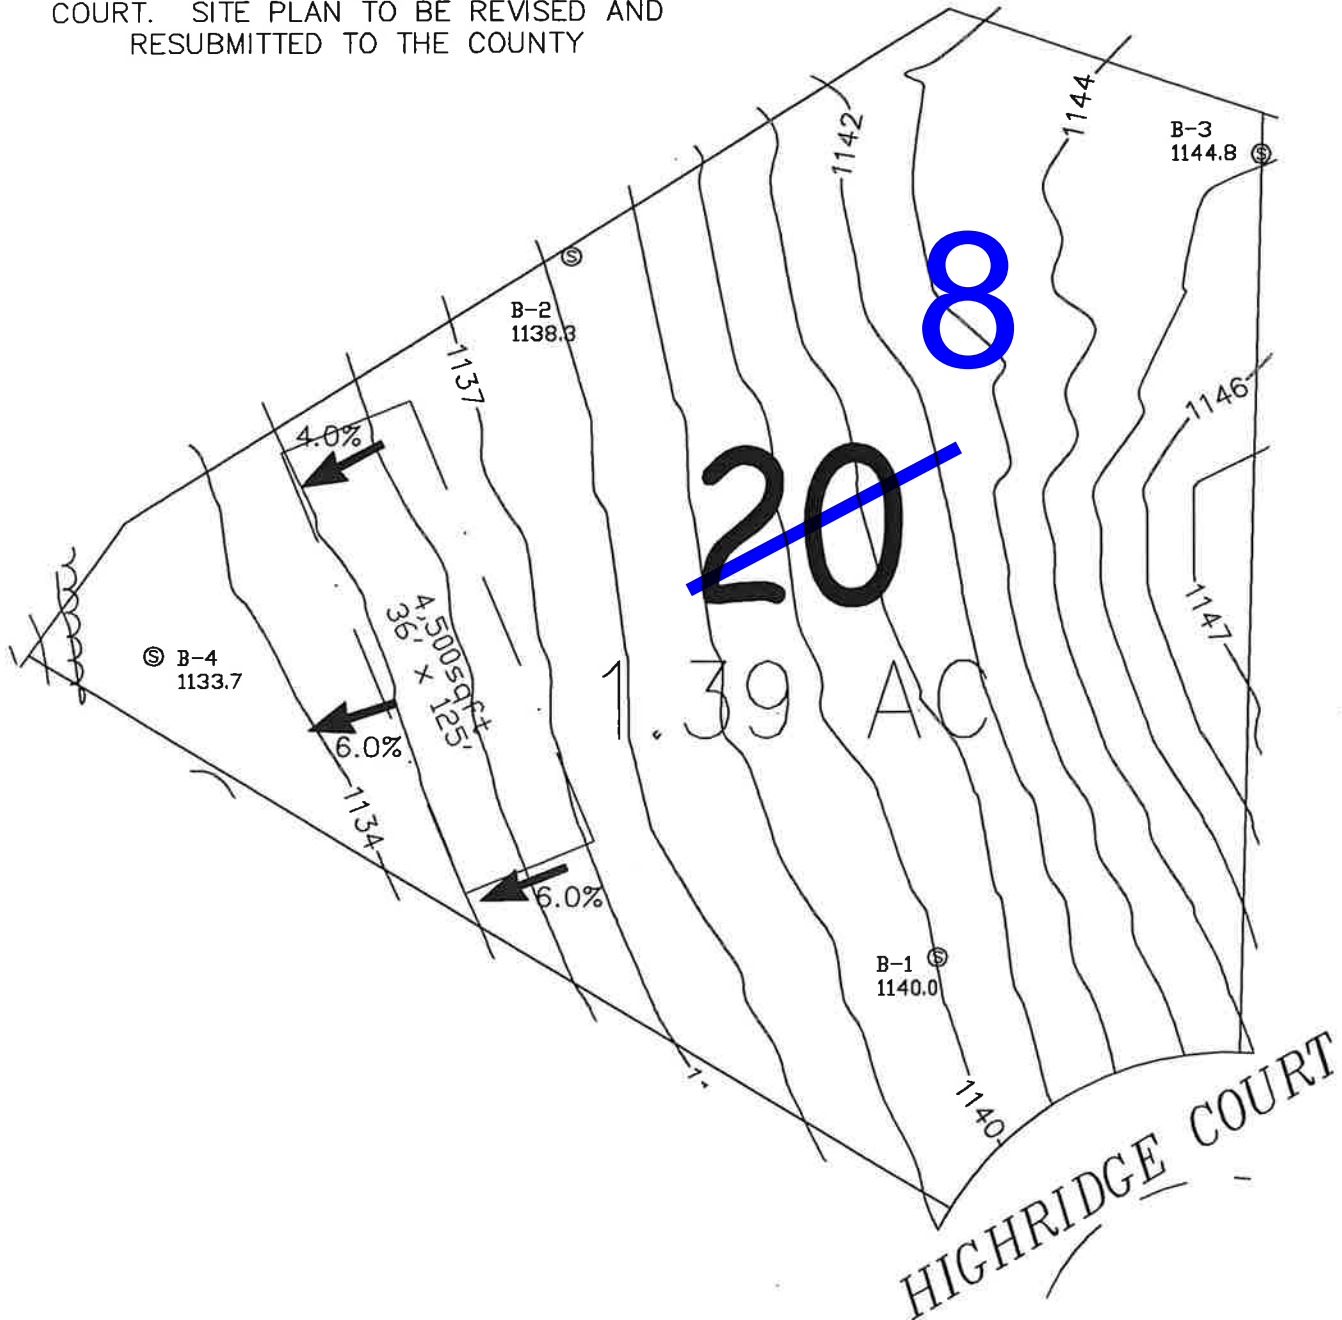 COURT. SITE PLAN TO BE REVISED AND
RESUBMITTED TO THE COUNTY
1144
B-3
1144.8
S
1142
8
S
B-2
1138.3
1137
1146
4.0%
20
4,500sqft
36' x 125'
1147
S
B-4
1133.7
1.39 AC
6.0%
1134
6.0%
B-1
1140.0
S
1140
HIGHRIDGE COURT